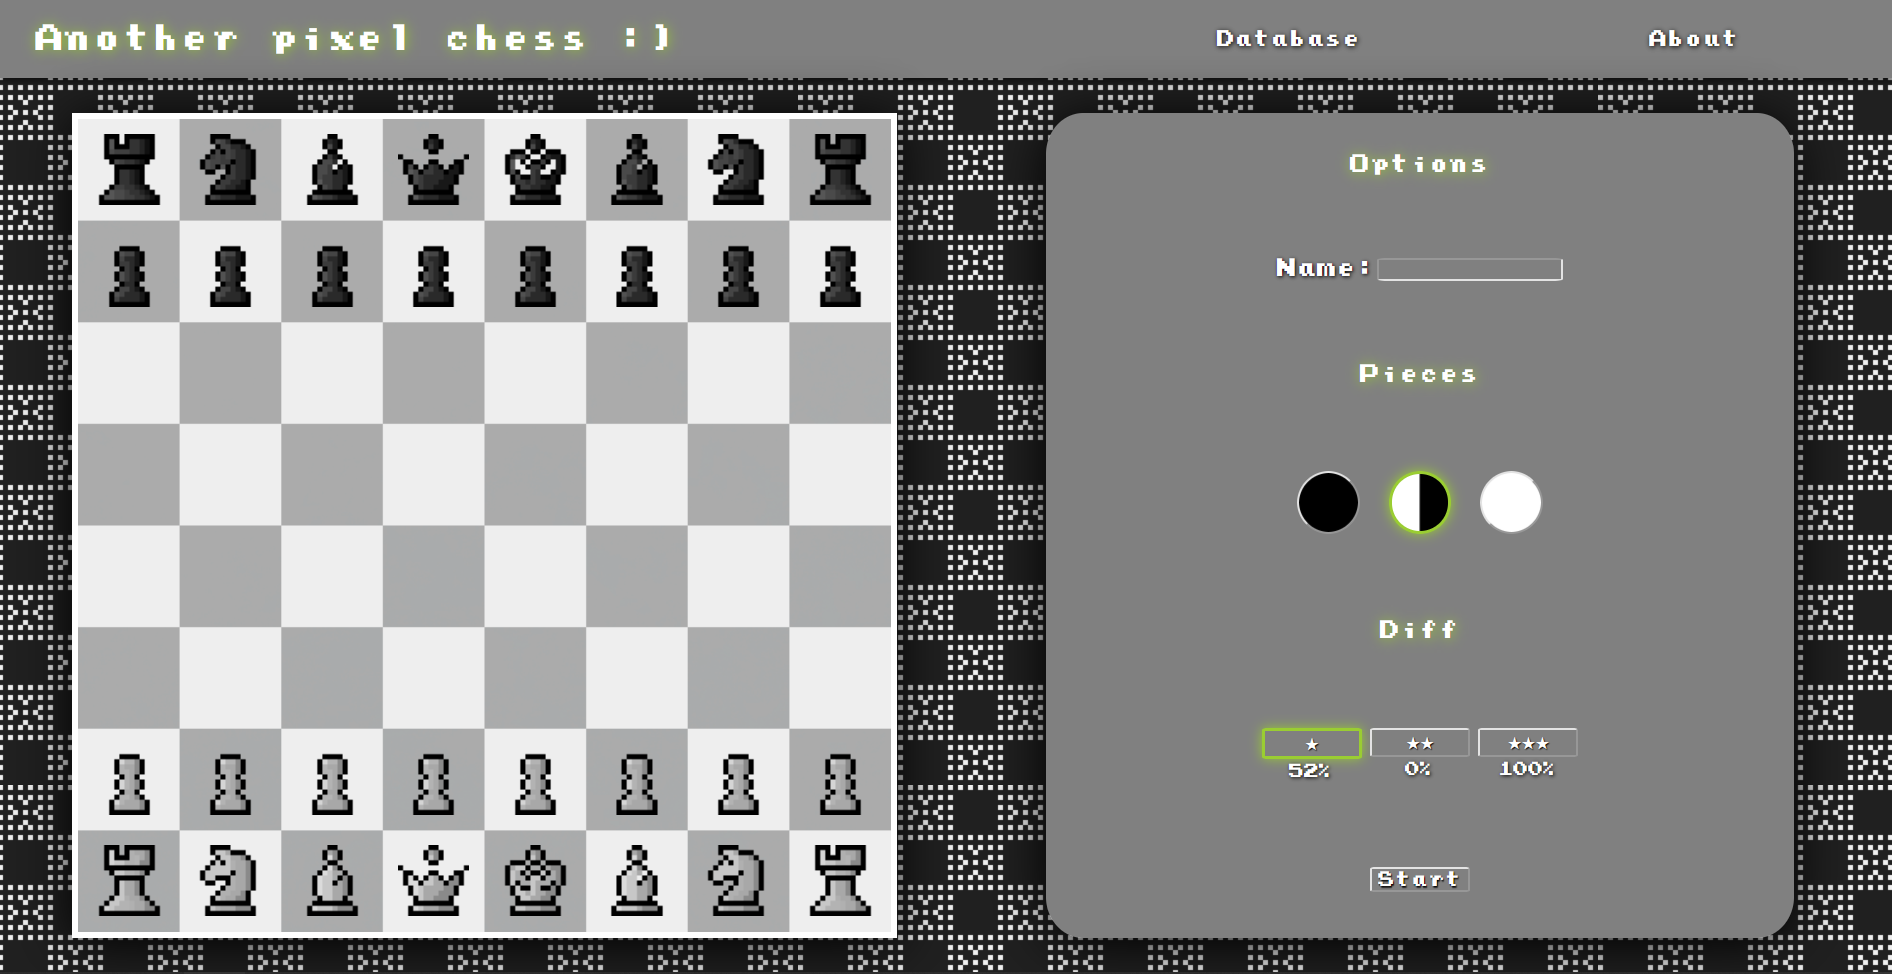 Another pixel chess :)
Database
About
Options
Name:
Pieces
Diff
★ ★★ ★★★
52% 0% 100%
Start